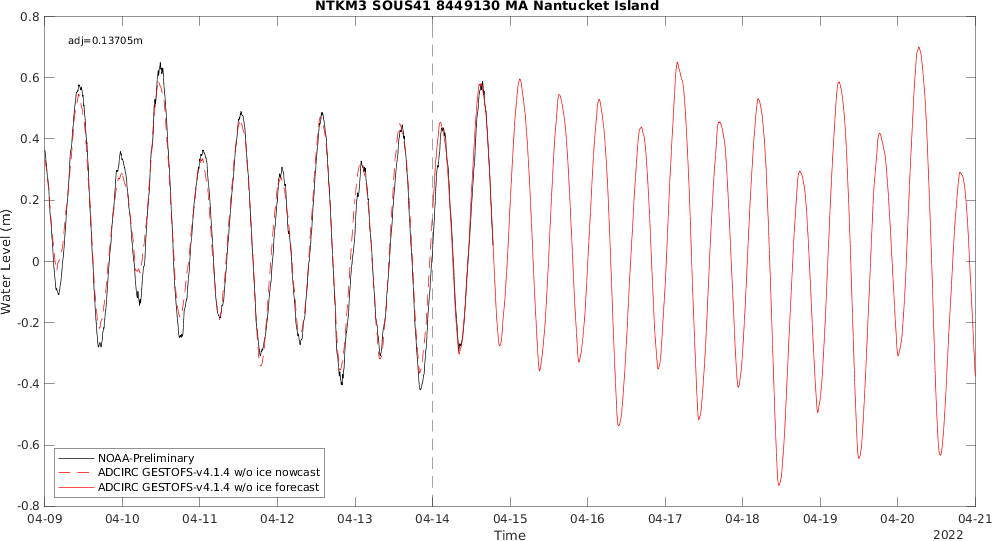 NTKM3 SOUS41 8449130 MA Nantucket Island
adj=0.13705m
0.8
0.6
0.4
0.2
0
-0.2
-0.4
-0.6
-0.8
Water Level (m)
NOAA-Preliminary
ADCIRC GESTOFS-v4.1.4 w/o ice nowcast
ADCIRC GESTOFS-v4.1.4 w/o ice forecast
04-09 04-10 04-11 04-12 04-13 04-14 04-15 04-16 04-17 04-18 04-19 04-20 04-21
Time
2022